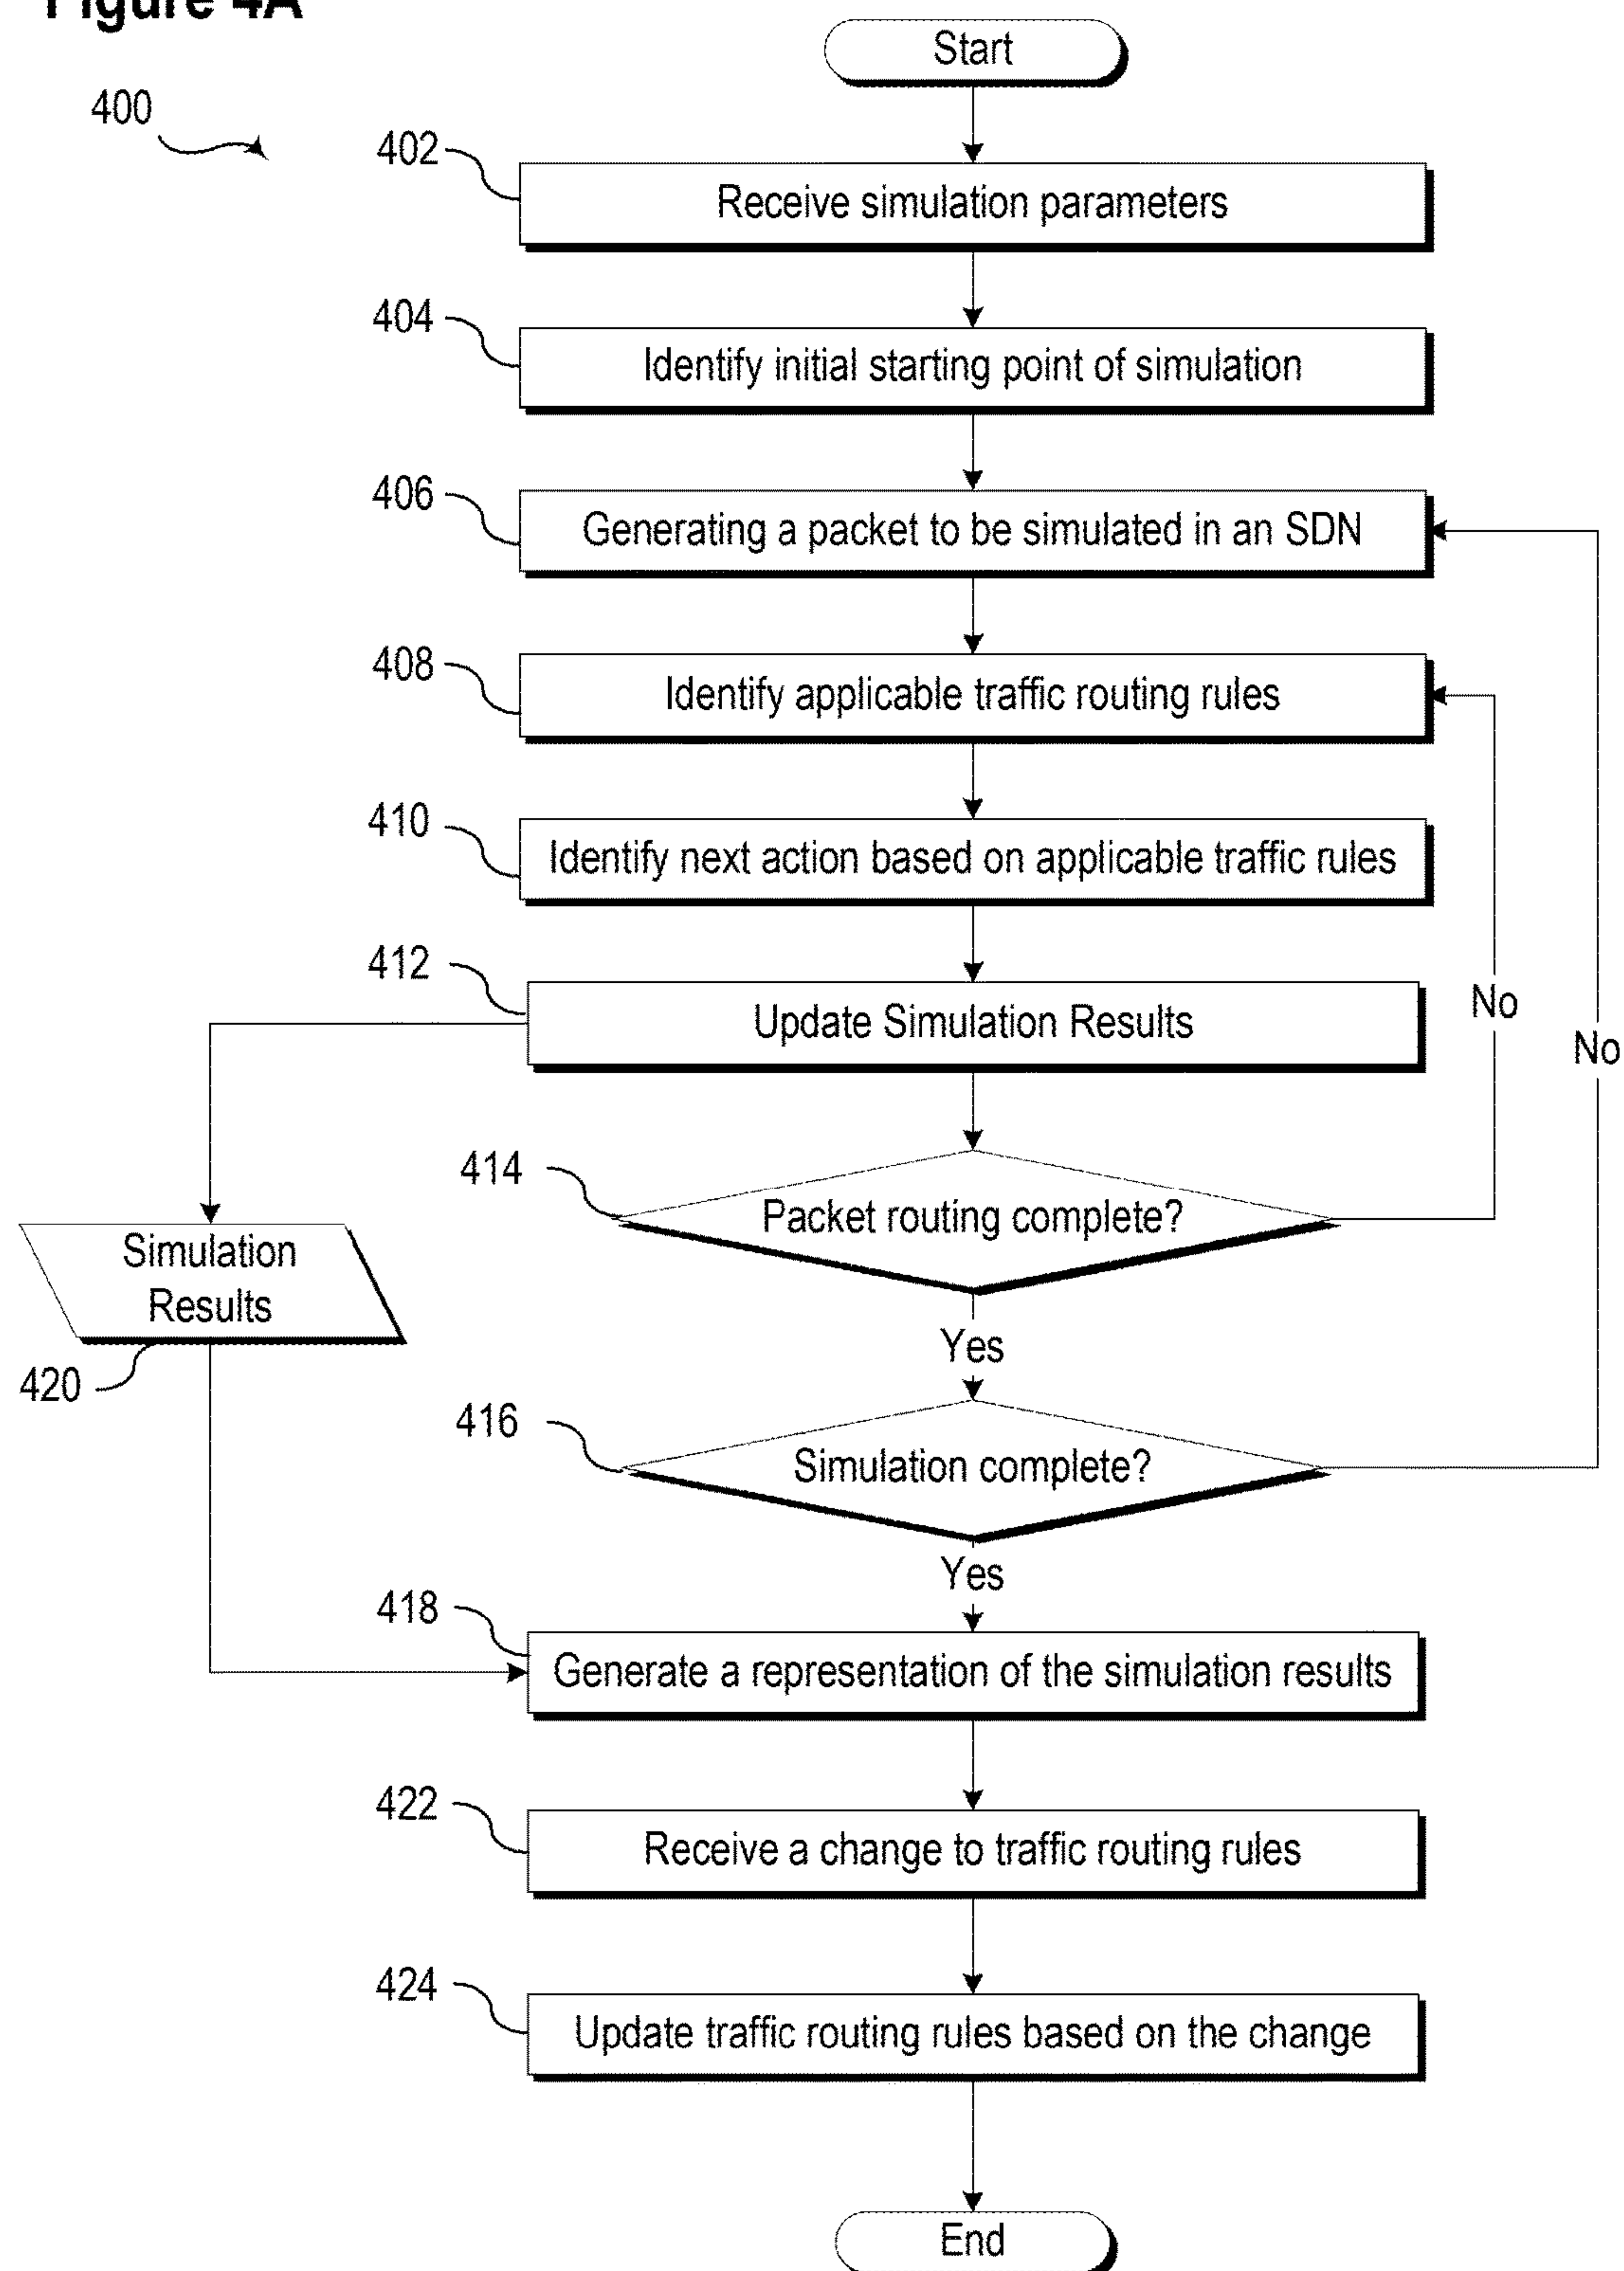 Figure 4A
Start
400
402
Receive simulation parameters
404
Identify initial starting point of simulation
406
Generating a packet to be simulated in an SDN
408
Identify applicable traffic routing rules
410
Identify next action based on applicable traffic rules
412
Update Simulation Results
No
No
414
Packet routing complete?
Simulation
Results
420
Yes
416
Simulation complete?
Yes
418
Generate a representation of the simulation results
422
Receive a change to traffic routing rules
424
Update traffic routing rules based on the change
End